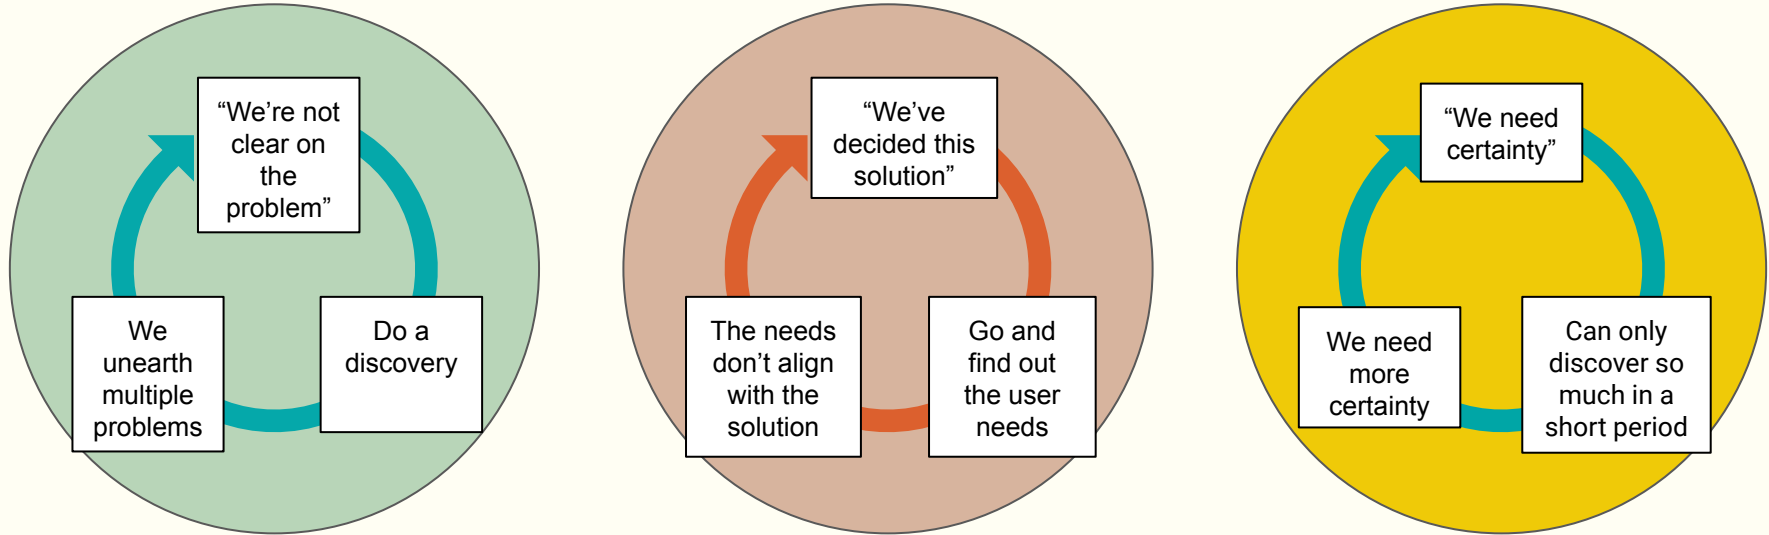 “We’re not
clear on
the
problem”
Do a
discovery
We
unearth
multiple
problems
“We’ve
decided this
solution”
Go and
find out
the user
needs
The needs
don’t align
with the
solution
“We need
certainty”
Can only
discover so
much in a
short period
We need
more
certainty